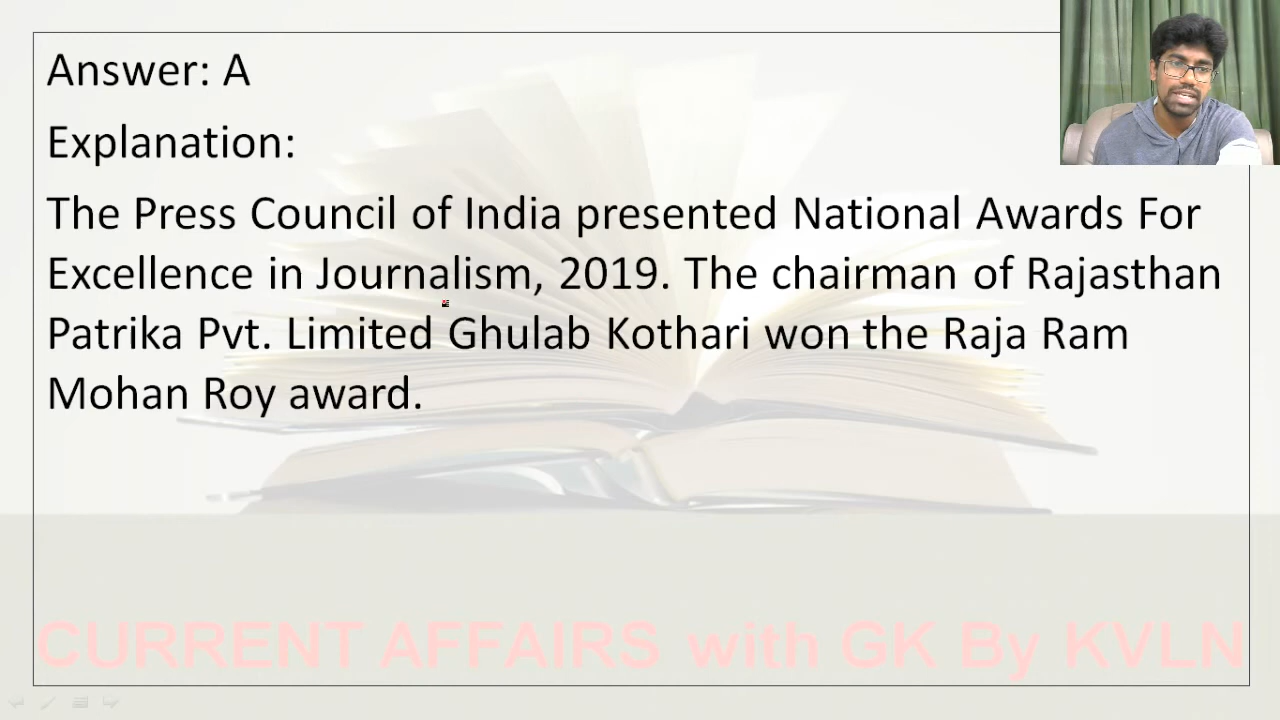 Answer: A
Explanation:
The Press Council of India presented National Awards For
Excellence in Journalism, 2019. The chairman of Rajasthan
Patrika Pvt. Limited Ghulab Kothari won the Raja Ram
Mohan Roy award.
CURRENT AFFAIRS with GK By KVLN